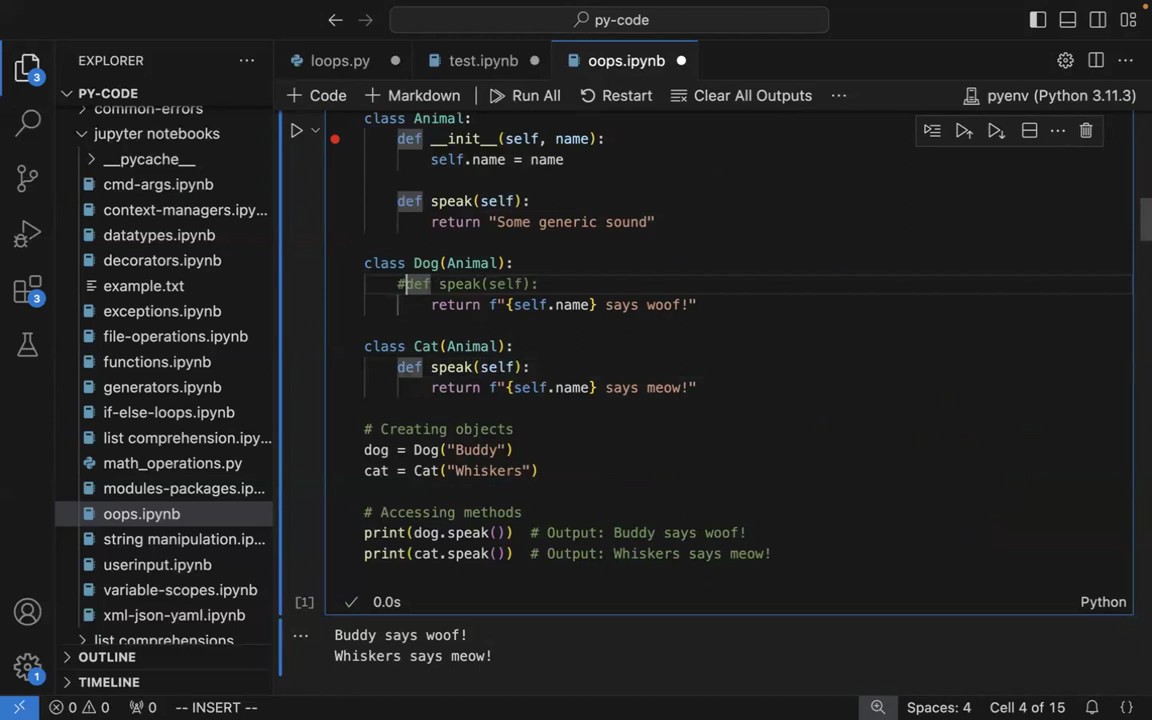 py-code
EXPLORER
loops.py
test.ipynb
oops.ipynb
PY-CODE
Code
Markdown
Run All
Restart
Clear All Outputs
pyenv (Python 3.11.3)
common-errors
jupyter notebooks
__pycache__
cmd-args.ipynb
context-managers.ipy...
datatypes.ipynb
decorators.ipynb
example.txt
exceptions.ipynb
file-operations.ipynb
functions.ipynb
generators.ipynb
if-else-loops.ipynb
list comprehension.ipy...
math_operations.py
modules-packages.ip...
oops.ipynb
string manipulation.ip...
userinput.ipynb
variable-scopes.ipynb
xml-json-yaml.ipynb
list comprehensions
OUTLINE
TIMELINE
3
3
1
class Animal:
    def __init__(self, name):
        self.name = name
    def speak(self):
        return "Some generic sound"
class Dog(Animal):
    #def speak(self):
        return f"{self.name} says woof!"
class Cat(Animal):
    def speak(self):
        return f"{self.name} says meow!"
# Creating objects
dog = Dog("Buddy")
cat = Cat("Whiskers")
# Accessing methods
print(dog.speak())  # Output: Buddy says woof!
print(cat.speak())  # Output: Whiskers says meow!
[1]
0.0s
Python
Buddy says woof!
Whiskers says meow!
0
0
0
-- INSERT --
Spaces: 4
Cell 4 of 15